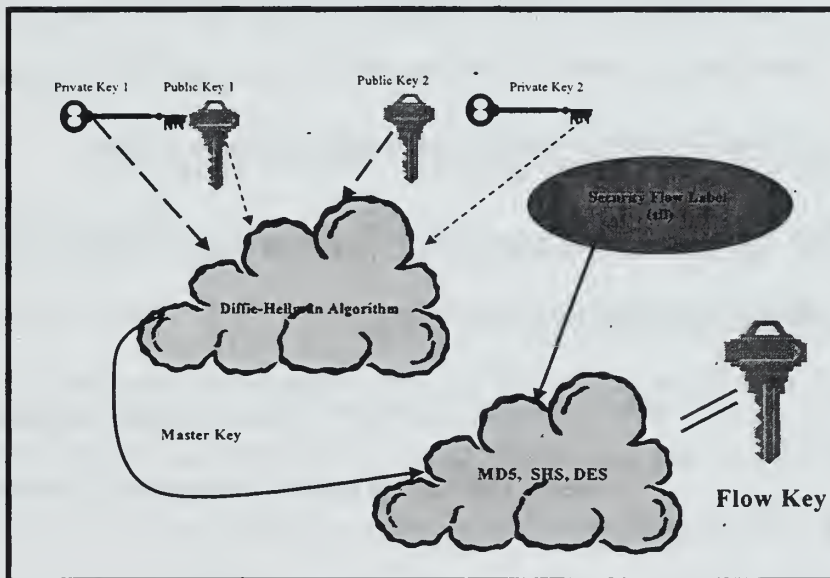 Private Key 1
Public Key 1
Public Key 2
Private Key 2
Security Flow Label
(sfl)
Diffie-Hellman Algorithm
Master Key
MD5, SHS, DES
Flow Key